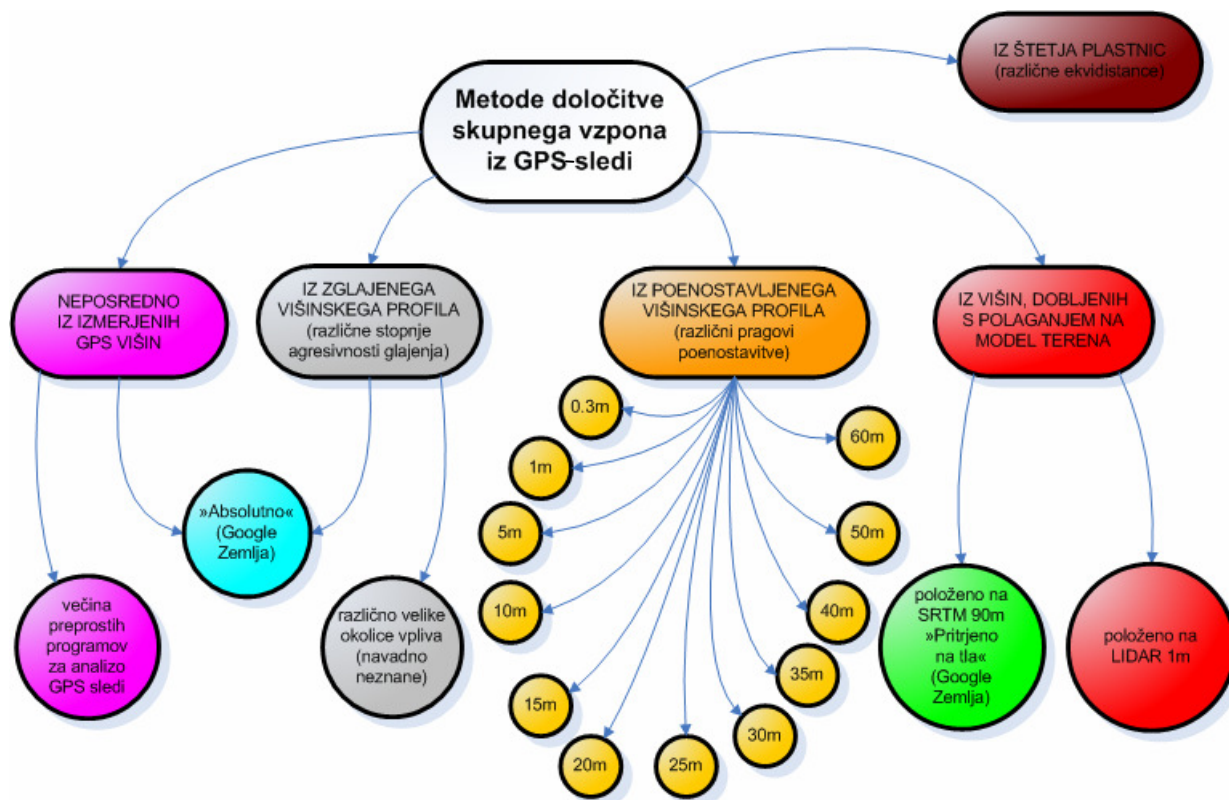 IZ ŠTETJA PLASTNIC
(različne ekvidistance)
Metode določitve
skupnega vzpona
iz GPS-sledi
NEPOSREDNO
IZ IZMERJENIH
GPS VIŠIN
IZ ZGLAJENEGA
VIŠINSKEGA PROFILA
(različne stopnje
agresivnosti glajenja)
IZ POENOSTAVLJENEGA
VIŠINSKEGA PROFILA
(različni pragovi
poenostavitve)
IZ VIŠIN, DOBLJENIH
S POLAGANJEM NA
MODEL TERENA
0.3m
1m
5m
10m
15m
20m
25m
30m
35m
40m
50m
60m
»Absolutno«
(Google
Zemlja)
večina
preprostih
programov
za analizo
GPS sledi
različno velike
okolice vpliva
(navadno
neznane)
položeno na
SRTM 90m
»Pritrjeno
na tla«
(Google
Zemlja)
položeno na
LIDAR 1m